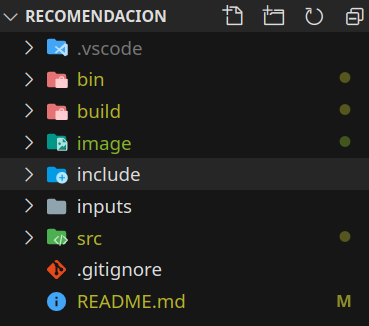 RECOMENDACION
.vscode
bin
build
image
include
inputs
src
.gitignore
README.md M